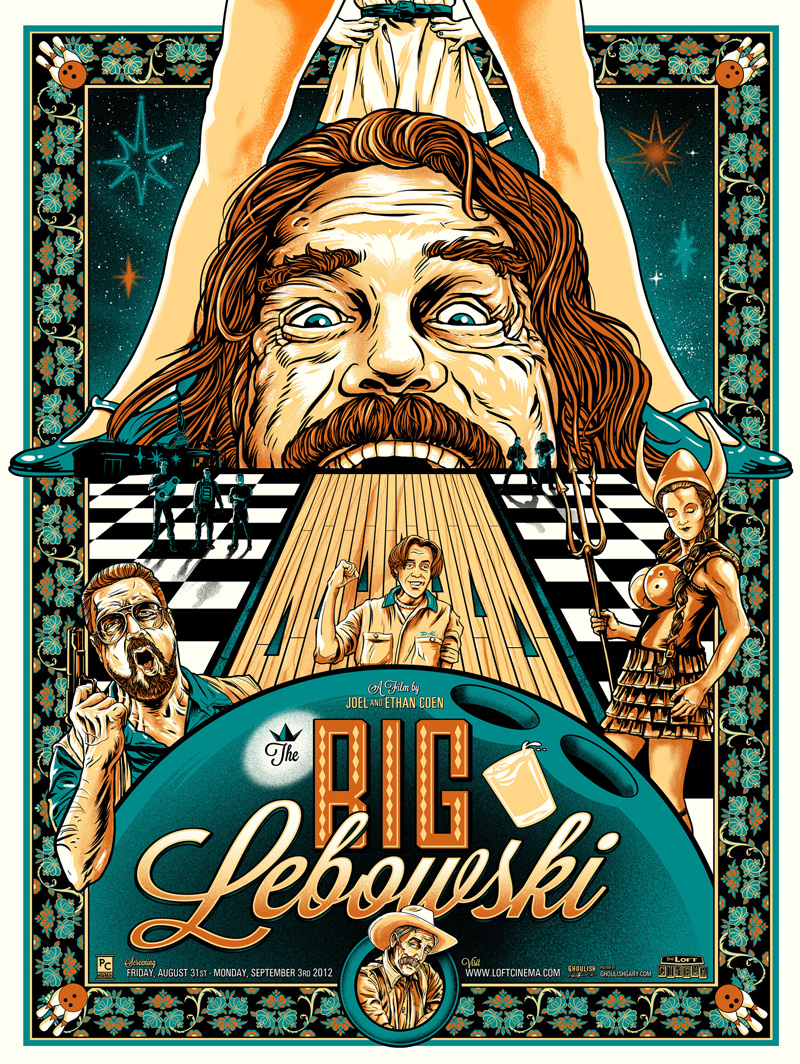 A Film by
JOEL AND ETHAN COEN
The
BIG
Lebowski
Screening
FRIDAY, AUGUST 31ST - MONDAY, SEPTEMBER 3RD 2012
Visit
WWW.LOFTCINEMA.COM
PC
GHOULISH
GHOULISHGARY.COM
THE LOFT
CINEMA